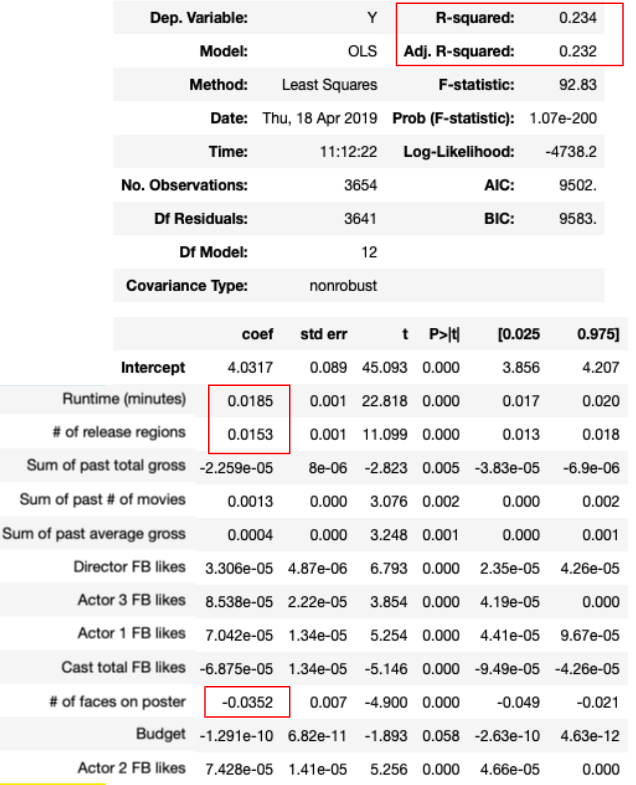 Dep. Variable: Y R-squared: 0.234
Model: OLS Adj. R-squared: 0.232
Method: Least Squares F-statistic: 92.83
Date: Thu, 18 Apr 2019 Prob (F-statistic): 1.07e-200
Time: 11:12:22 Log-Likelihood: -4738.2
No. Observations: 3654 AIC: 9502.
Df Residuals: 3641 BIC: 9583.
Df Model: 12
Covariance Type: nonrobust
coef std err t P>|t| [0.025 0.975]
Intercept 4.0317 0.089 45.093 0.000 3.856 4.207
Runtime (minutes) 0.0185 0.001 22.818 0.000 0.017 0.020
# of release regions 0.0153 0.001 11.099 0.000 0.013 0.018
Sum of past total gross -2.259e-05 8e-06 -2.823 0.005 -3.83e-05 -6.9e-06
Sum of past # of movies 0.0013 0.000 3.076 0.002 0.000 0.002
Sum of past average gross 0.0004 0.000 3.248 0.001 0.000 0.001
Director FB likes 3.306e-05 4.87e-06 6.793 0.000 2.35e-05 4.26e-05
Actor 3 FB likes 8.538e-05 2.22e-05 3.854 0.000 4.19e-05 0.000
Actor 1 FB likes 7.042e-05 1.34e-05 5.254 0.000 4.41e-05 9.67e-05
Cast total FB likes -6.875e-05 1.34e-05 -5.146 0.000 -9.49e-05 -4.26e-05
# of faces on poster -0.0352 0.007 -4.900 0.000 -0.049 -0.021
Budget -1.291e-10 6.82e-11 -1.893 0.058 -2.63e-10 4.63e-12
Actor 2 FB likes 7.428e-05 1.41e-05 5.256 0.000 4.66e-05 0.000